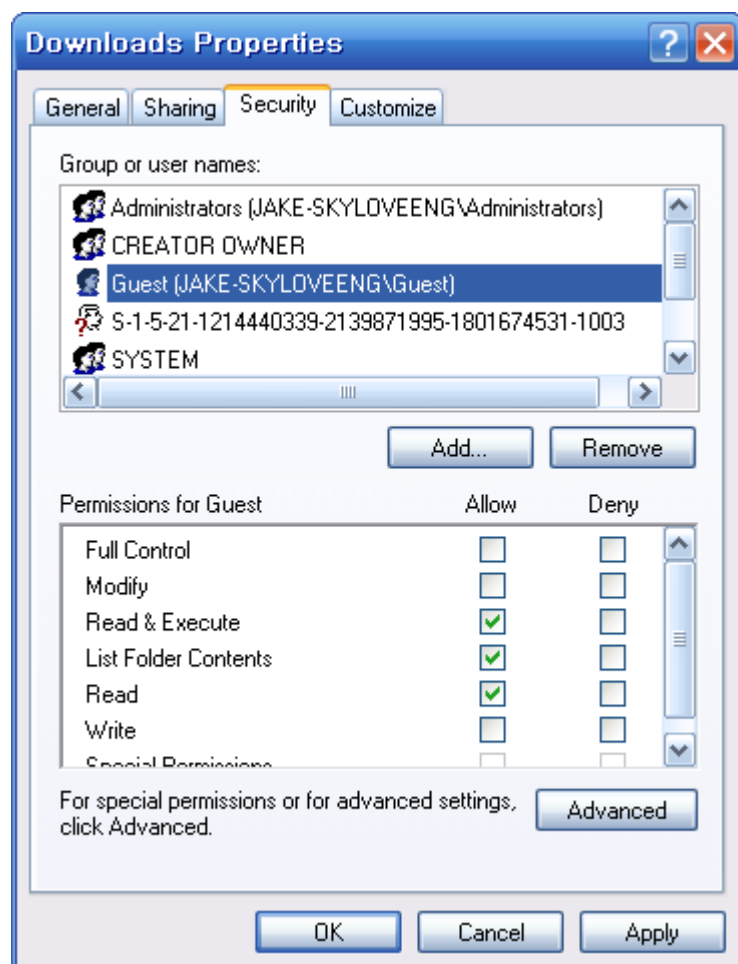 Downloads Properties
General Sharing Security Customize
Group or user names:
Administrators (JAKE-SKYLOVEENG\Administrators)
CREATOR OWNER
Guest (JAKE-SKYLOVEENG\Guest)
S-1-5-21-1214440339-2139871995-1801674531-1003
SYSTEM
Add... Remove
Permissions for Guest Allow Deny
Full Control
Modify
Read & Execute
List Folder Contents
Read
Write
Special Permissions
For special permissions or for advanced settings,
click Advanced.
Advanced
OK Cancel Apply